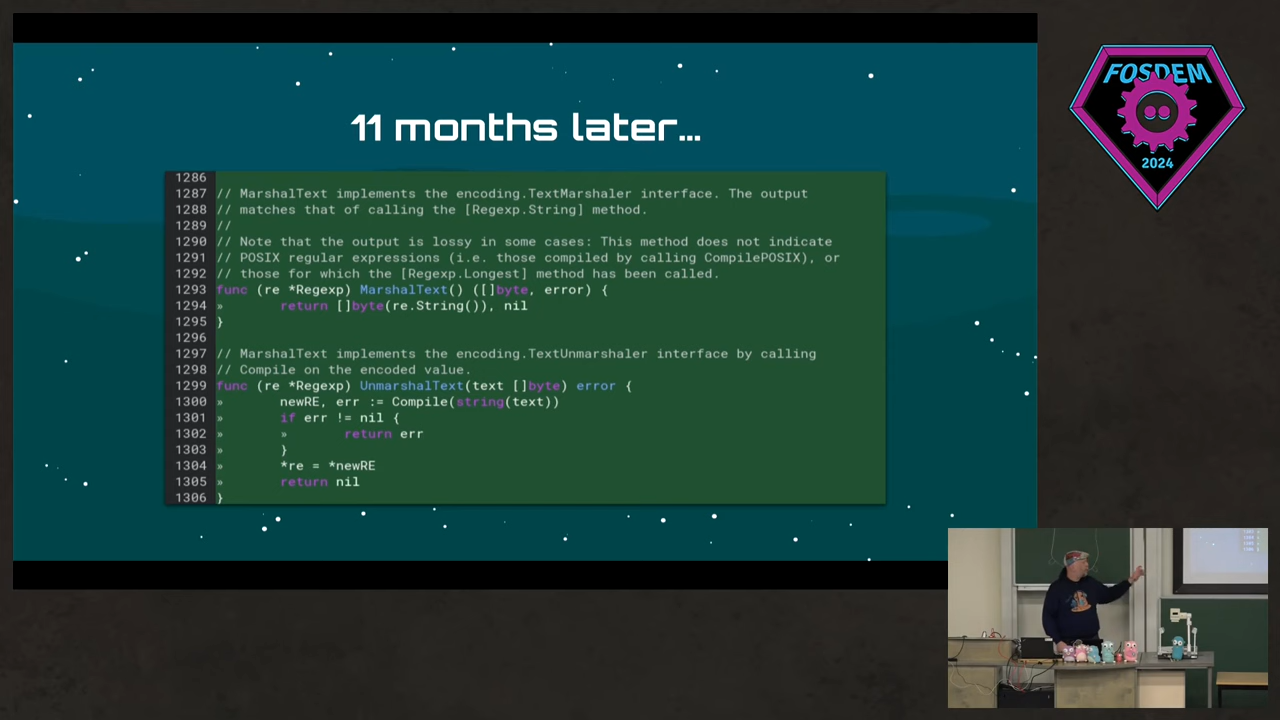 11 months later...
1286
1287 // MarshalText implements the encoding.TextMarshaler interface. The output
1288 // matches that of calling the [Regexp.String] method.
1289 //
1290 // Note that the output is lossy in some cases: This method does not indicate
1291 // POSIX regular expressions (i.e. those compiled by calling CompilePOSIX), or
1292 // those for which the [Regexp.Longest] method has been called.
1293 func (re *Regexp) MarshalText() ([]byte, error) {
1294 » return []byte(re.String()), nil
1295 }
1296
1297 // MarshalText implements the encoding.TextUnmarshaler interface by calling
1298 // Compile on the encoded value.
1299 func (re *Regexp) UnmarshalText(text []byte) error {
1300 » newRE, err := Compile(string(text))
1301 » if err != nil {
1302 » » return err
1303 » }
1304 » *re = *newRE
1305 » return nil
1306 }
FOSDEM
2024